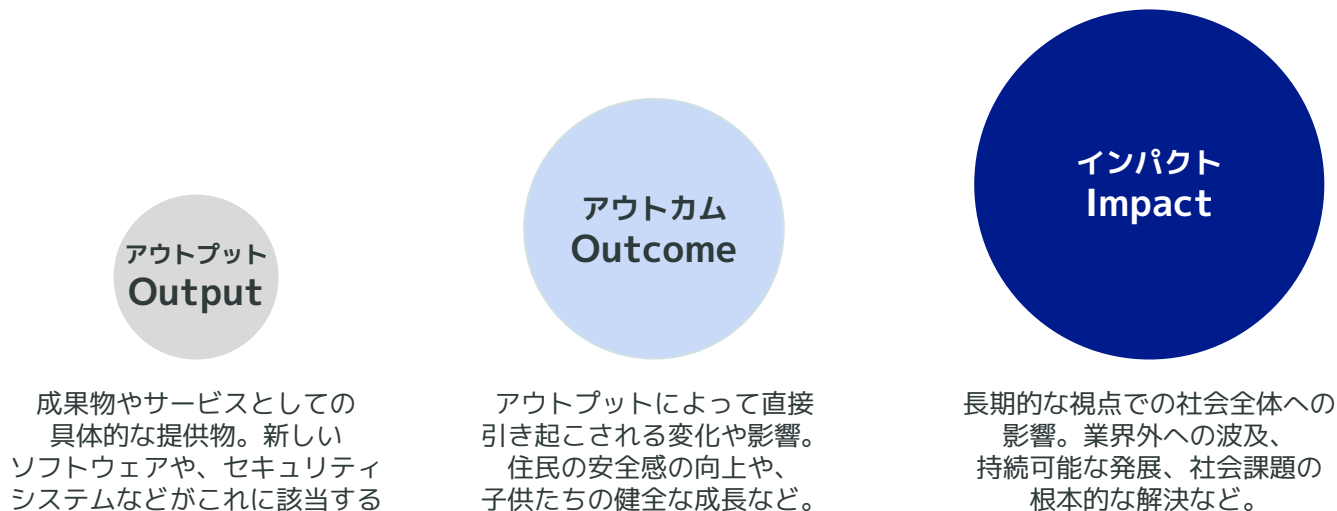 アウトプット
Output
成果物やサービスとしての
具体的な提供物。新しい
ソフトウェアや、セキュリティ
システムなどがこれに該当する
アウトカム
Outcome
アウトプットによって直接
引き起こされる変化や影響。
住民の安全感の向上や、
子供たちの健全な成長など。
インパクト
Impact
長期的な視点での社会全体への
影響。業界外への波及、
持続可能な発展、社会課題の
根本的な解決など。